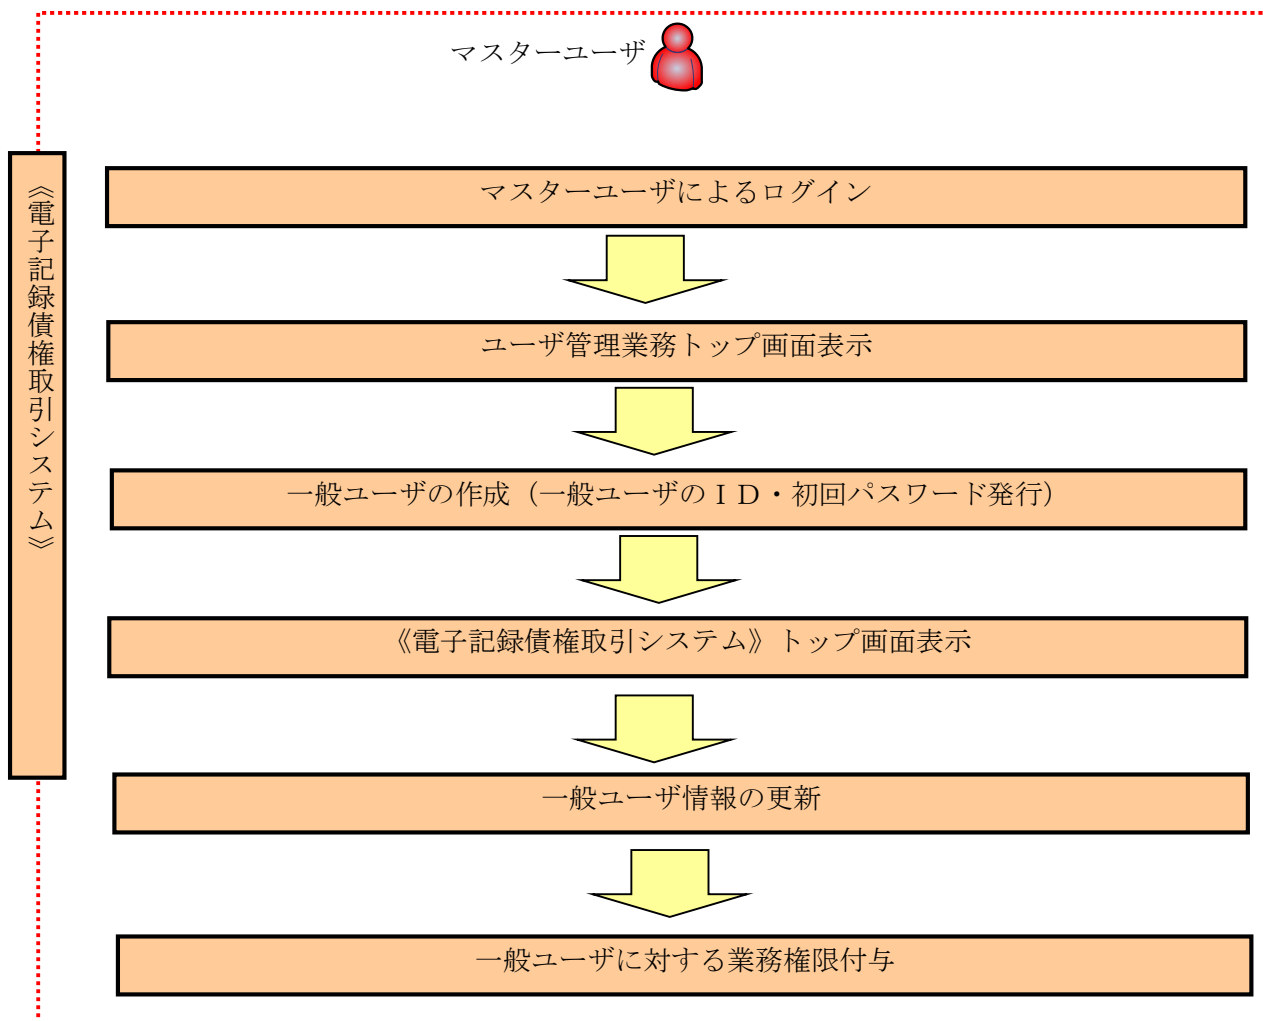 マスターユーザ
《電子記録債権取引システム》
マスターユーザによるログイン
ユーザ管理業務トップ画面表示
一般ユーザの作成（一般ユーザのＩＤ・初回パスワード発行）
《電子記録債権取引システム》トップ画面表示
一般ユーザ情報の更新
一般ユーザに対する業務権限付与